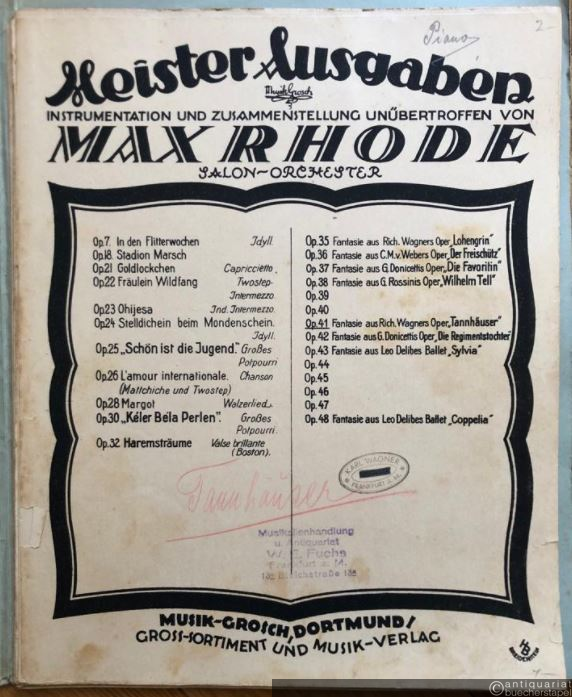 Piano
2
Meister Ausgaben
Musik Grosch
INSTRUMENTATION UND ZUSAMMENSTELLUNG UNÜBERTROFFEN VON
MAX RHODE
SALON-ORCHESTER
Op.7 In den Flitterwochen Idyll.
Op.18 Stadion Marsch
Op.21 Goldlockchen Capriccietto
Op.22 Fräulein Wildfang Twostep-
Intermezzo
Op.23 Ohijesa Ind. Intermezzo.
Op.24 Stelldichein beim Mondenschein.
Idyll.
Op.25 „Schön ist die Jugend." Großes
Potpourri
Op.26 L'amour internationale. Chanson
(Mattchiche und Twostep)
Op.28 Margot Walzerlied.
Op.30 „Kéler Béla Perlen". Großes
Potpourri.
Op.32 Haremsträume Valse brillante
(Boston).
Op.35 Fantasie aus Rich. Wagners Oper „Lohengrin"
Op.36 Fantasie aus C.M.v. Webers Oper „Der Freischütz"
Op.37 Fantasie aus G. Donicettis Oper „Die Favoritin"
Op.38 Fantasie aus G. Rossinis Oper „Wilhelm Tell"
Op.39
Op.40
Op.41 Fantasie aus Rich. Wagners Oper „Tannhäuser"
Op.42 Fantasie aus G. Donicettis Oper „Die Regimentstochter"
Op.43 Fantasie aus Leo Delibes Ballet „Sylvia"
Op.44
Op.45
Op.46
Op.47
Op.48 Fantasie aus Leo Delibes Ballet „Coppelia"
KARL WAGNER
FRANKFURT A. M.
Tannhäuser
Musikalienhandlung
u. Antiquariat
W. E. Fuchs
Frankfurt a. M.
MUSIK-GROSCH, DORTMUND/
GROSS-SORTIMENT UND MUSIK-VERLAG
©antiquariat
buecherstapel